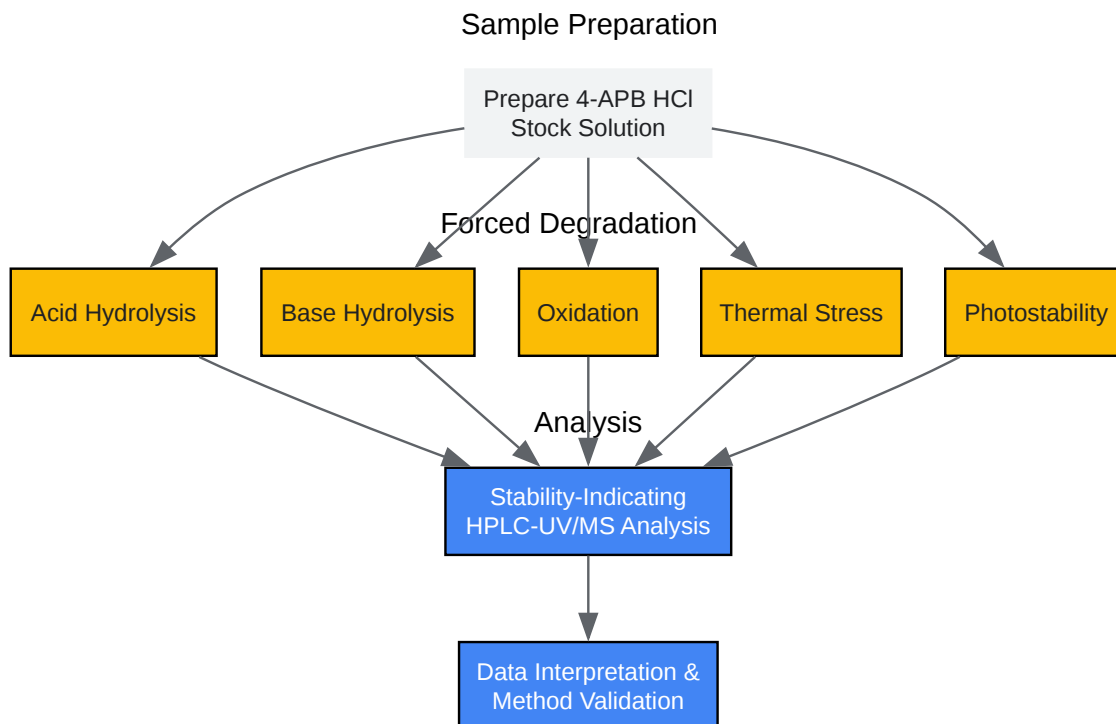 Sample Preparation
Prepare 4-APB HCl
Stock Solution
Forced Degradation
Acid Hydrolysis
Base Hydrolysis
Oxidation
Thermal Stress
Photostability
Analysis
Stability-Indicating
HPLC-UV/MS Analysis
Data Interpretation &
Method Validation